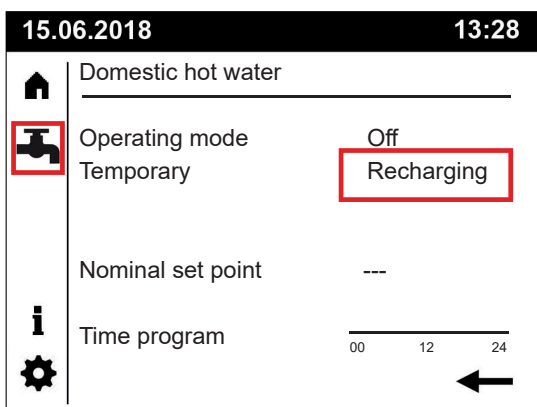 15.06.2018 13:28
Domestic hot water
Operating mode Off
Temporary Recharging
Nominal set point ---
i
Time program
00 12 24